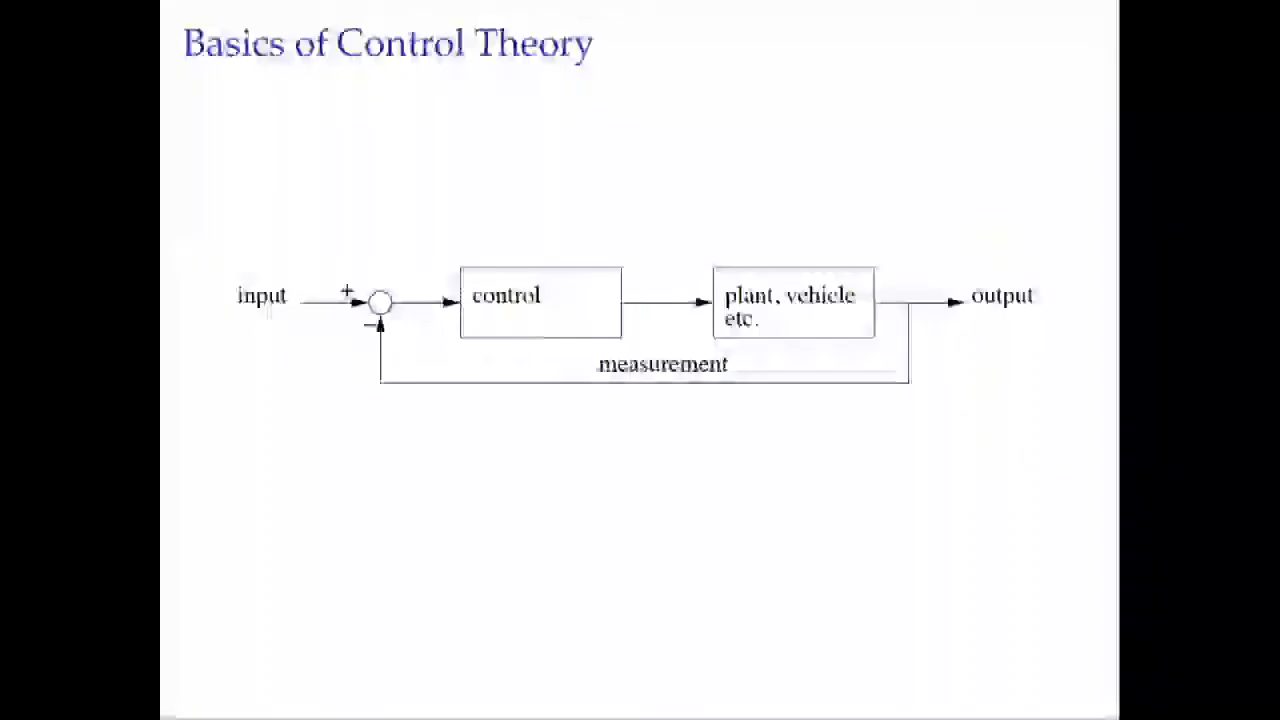 Basics of Control Theory
input
+
−
control
plant, vehicle
etc.
output
measurement